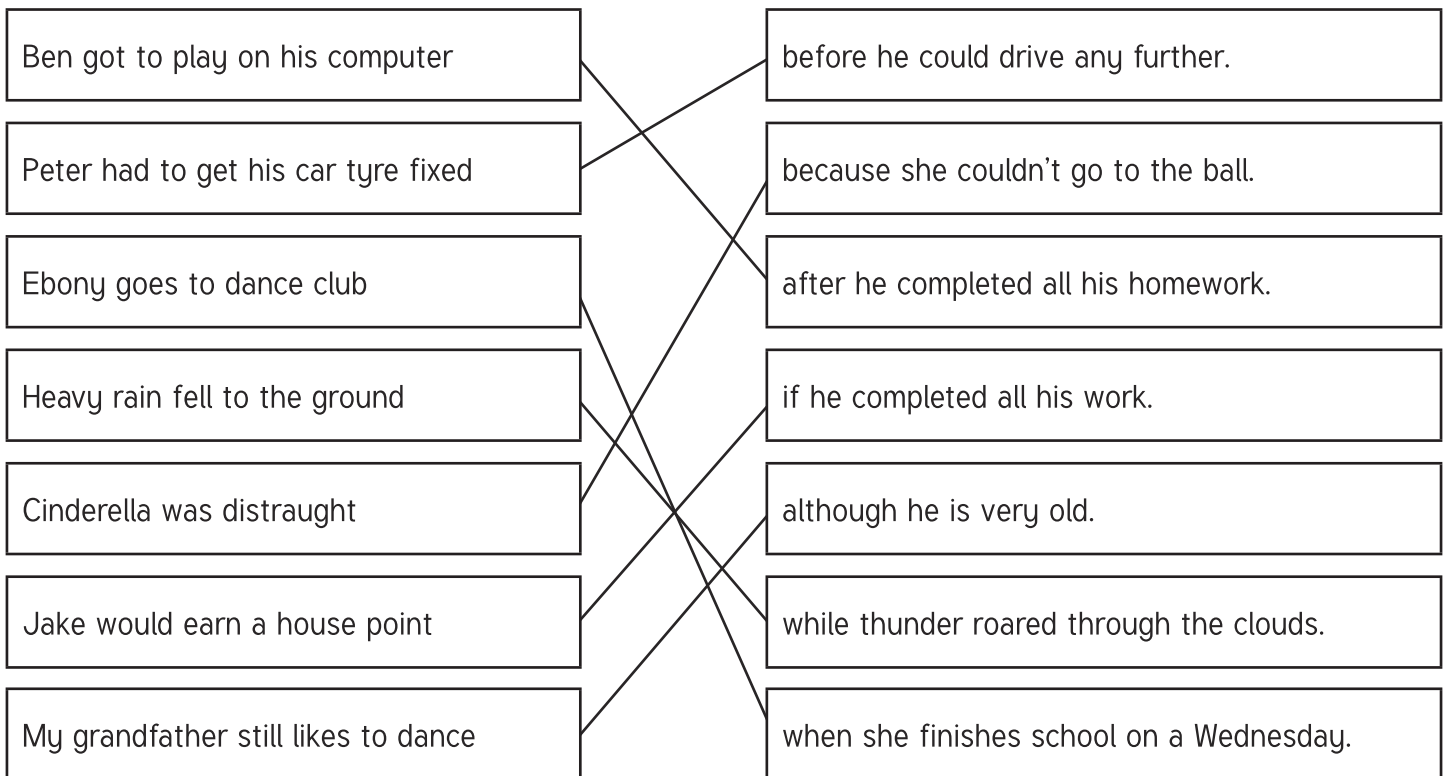 Ben got to play on his computer
before he could drive any further.
Peter had to get his car tyre fixed
because she couldn’t go to the ball.
Ebony goes to dance club
after he completed all his homework.
Heavy rain fell to the ground
if he completed all his work.
Cinderella was distraught
although he is very old.
Jake would earn a house point
while thunder roared through the clouds.
My grandfather still likes to dance
when she finishes school on a Wednesday.